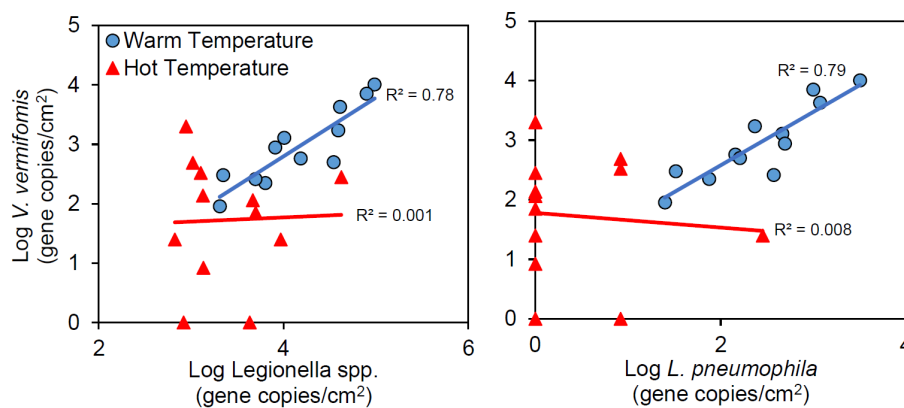 5
4
3
2
1
0
Log V. vermifomis
(gene copies/cm2)
Warm Temperature
Hot Temperature
R² = 0.78
R² = 0.001
2
4
6
Log Legionella spp.
(gene copies/cm2)
5
4
3
2
1
0
R² = 0.79
R² = 0.008
0
2
4
Log L. pneumophila
(gene copies/cm2)